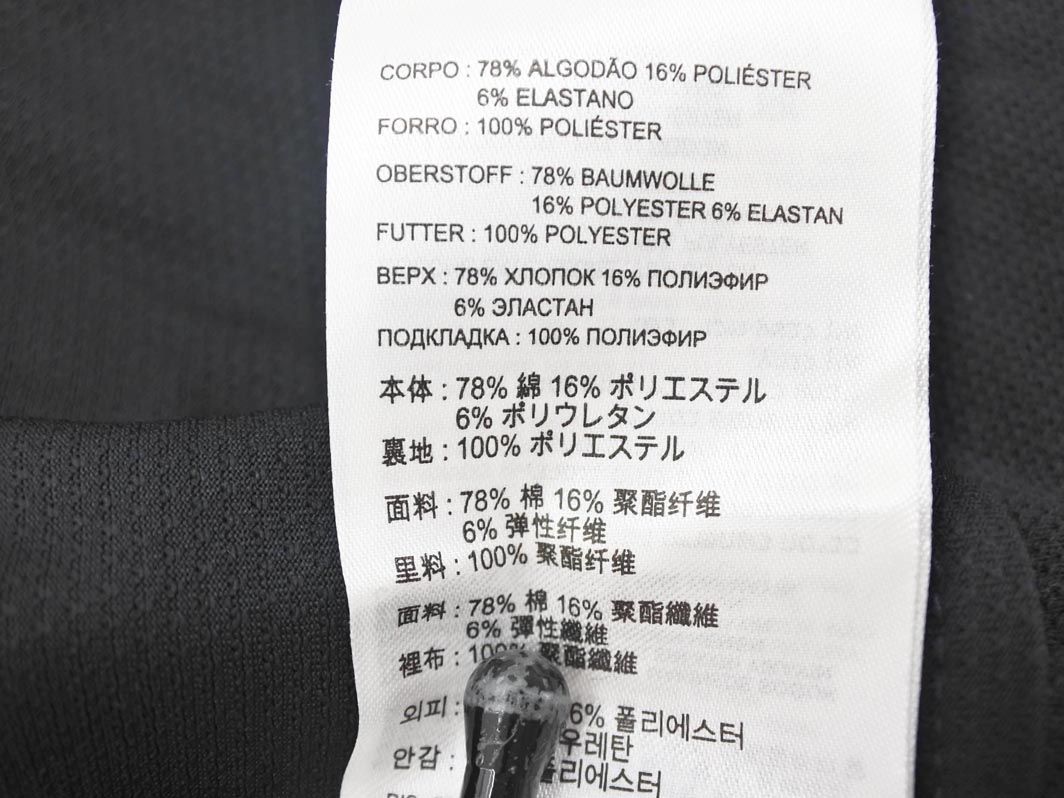 CORPO : 78% ALGODÃO 16% POLIÉSTER
6% ELASTANO
FORRO : 100% POLIÉSTER
OBERSTOFF : 78% BAUMWOLLE
16% POLYESTER 6% ELASTAN
FUTTER : 100% POLYESTER
ВЕРХ : 78% ХЛОПОК 16% ПОЛИЭФИР
6% ЭЛАСТАН
ПОДКЛАДКА : 100% ПОЛИЭФИР
本体 : 78% 綿 16% ポリエステル
6% ポリウレタン
裏地 : 100% ポリエステル
面料 : 78% 棉 16% 聚酯纤维
6% 弹性纤维
里料 : 100% 聚酯纤维
面料 : 78% 棉 16% 聚酯纖維
6% 彈性纖維
裡布 : 聚酯纖維
외피 : 6% 폴리에스터
우레탄
안감 : 폴리에스터